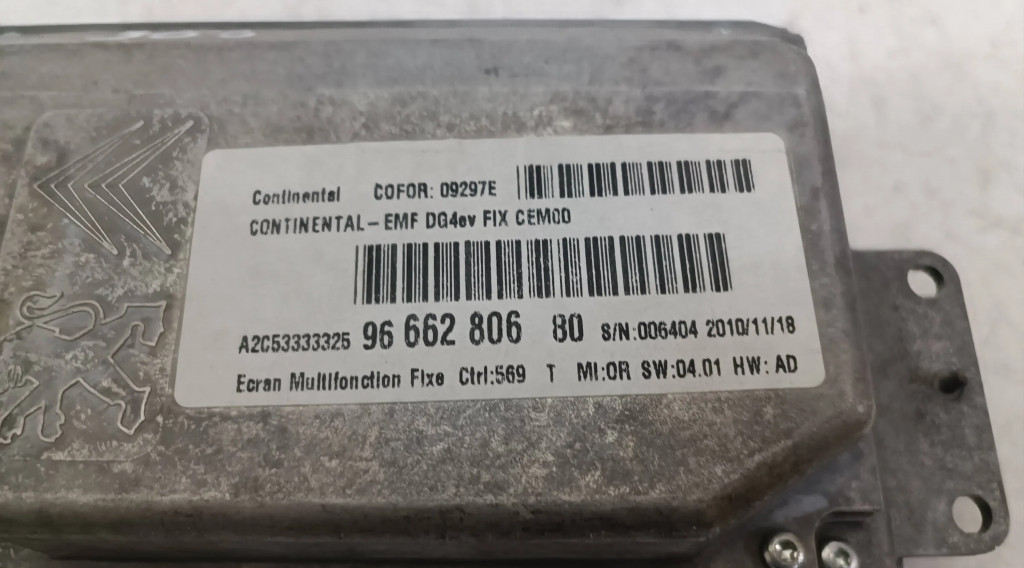 Continental COFOR: 09297E
CONTINENTAL-EMF DG4ev FIX CEM00
A2C53333325 96 662 806 80 S/N:006404 2010/11/18
Ecran Multifonction Fixe Ctrl:569 T MI:OR SW:04.01 HW: AD